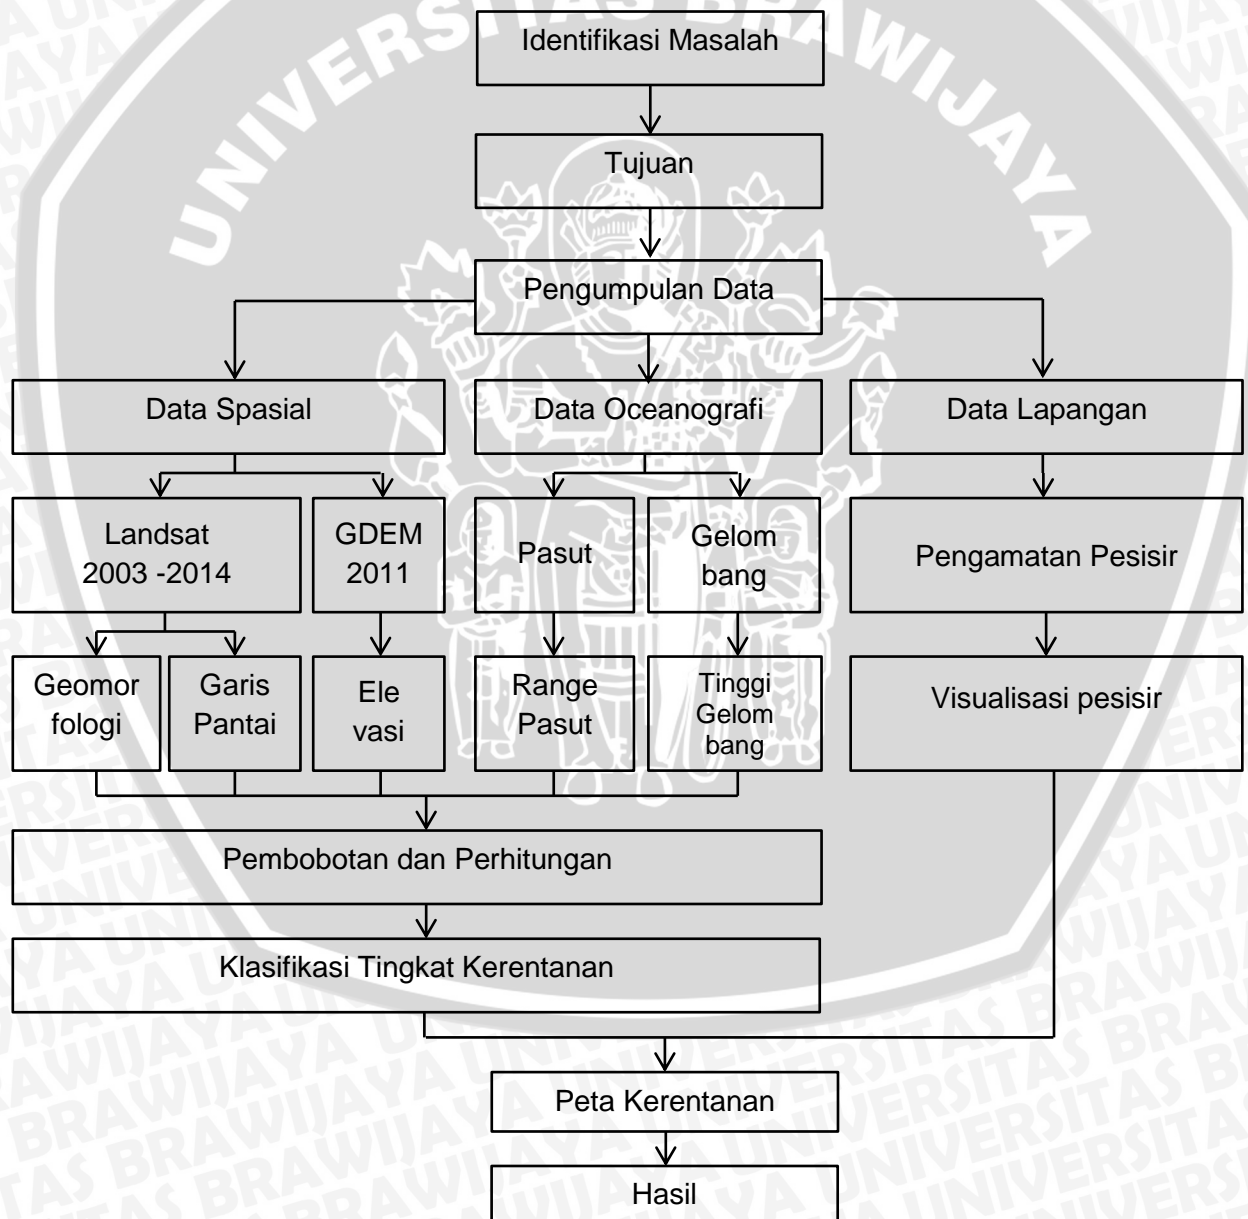 UNIVERSITAS BRAWIJAYA
Identifikasi Masalah
Tujuan
Pengumpulan Data
Data Spasial
Data Oceanografi
Data Lapangan
Landsat
2003 -2014
GDEM
2011
Pasut
Gelom
bang
Pengamatan Pesisir
Geomor
fologi
Garis
Pantai
Ele
vasi
Range
Pasut
Tinggi
Gelom
bang
Visualisasi pesisir
Pembobotan dan Perhitungan
Klasifikasi Tingkat Kerentanan
Peta Kerentanan
Hasil